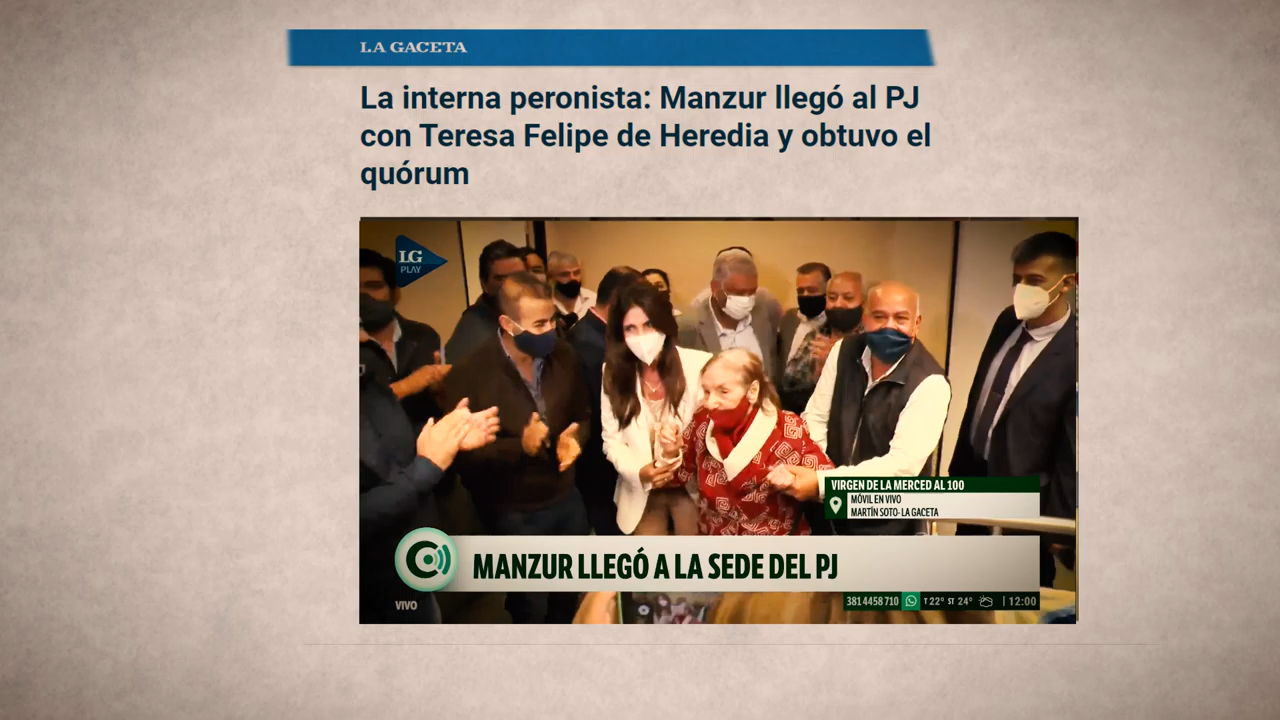 LA GACETA
La interna peronista: Manzur llegó al PJ
con Teresa Felipe de Heredia y obtuvo el
quórum
LG
PLAY
VIRGEN DE LA MERCED AL 100
MÓVIL EN VIVO
MARTÍN SOTO- LA GACETA
MANZUR LLEGÓ A LA SEDE DEL PJ
VIVO
381 4458 710 T 22º ST 24º | 12:00